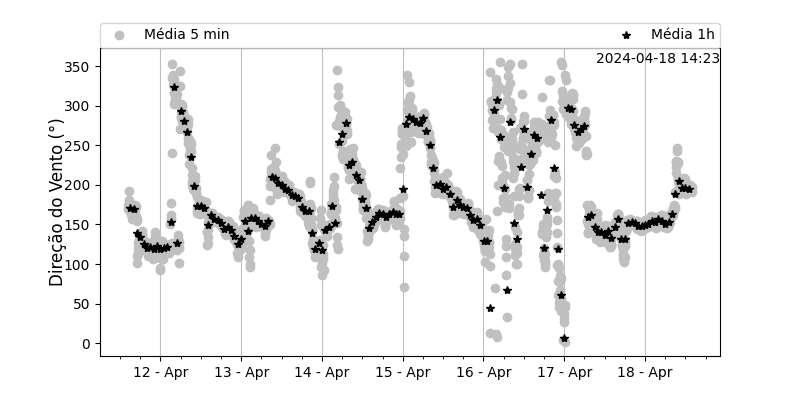 Média 5 min
Média 1h
2024-04-18 14:23
Direção do Vento (°)
350
300
250
200
150
100
50
0
12 - Apr
13 - Apr
14 - Apr
15 - Apr
16 - Apr
17 - Apr
18 - Apr